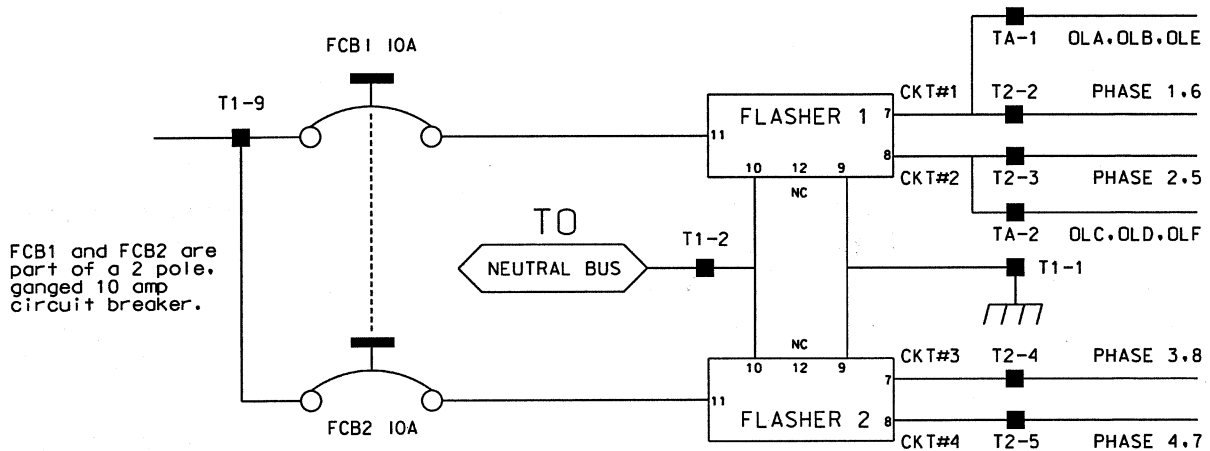 TA-1 OLA.OLB.OLE
FCB1 10A
T1-9
CKT#1 T2-2 PHASE 1.6
FLASHER 1
7
11
8
10 12 9
NC
CKT#2 T2-3 PHASE 2.5
TA-2 OLC.OLD.OLF
TO
NEUTRAL BUS
T1-2
T1-1
FCB1 and FCB2 are
part of a 2 pole.
ganged 10 amp
circuit breaker.
NC
10 12 9
CKT#3 T2-4 PHASE 3.8
7
11
FLASHER 2
8
FCB2 10A
CKT#4 T2-5 PHASE 4.7